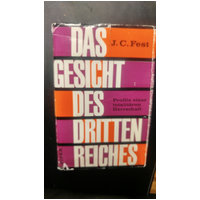 DAS
J. C. Fest
GESICHT
DES
Profile einer
totalitären
Herrschaft
DRITTEN
REICHES